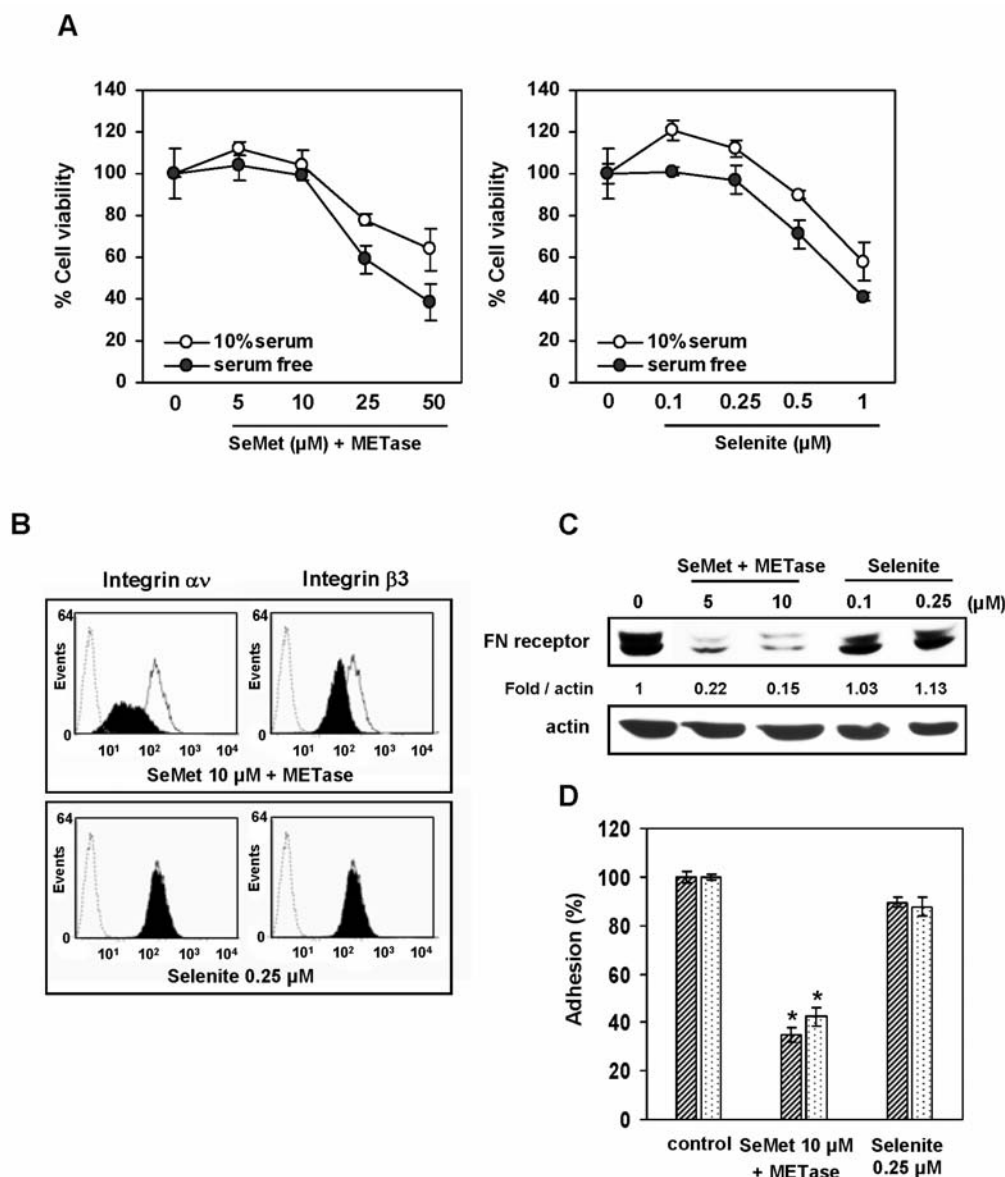 A
140
120
100
80
60
40
20
0
% Cell viability
10%serum
serum free
0 5 10 25 50
SeMet (µM) + METase
140
120
100
80
60
40
20
0
% Cell viability
10%serum
serum free
0 0.1 0.25 0.5 1
Selenite (µM)
B
Integrin αν Integrin β3
64
Events
0
10¹ 10² 10³ 10⁴
64
Events
0
10¹ 10² 10³ 10⁴
SeMet 10 µM + METase
64
Events
0
10¹ 10² 10³ 10⁴
64
Events
0
10¹ 10² 10³ 10⁴
Selenite 0.25 µM
C
SeMet + METase Selenite
0 5 10 0.1 0.25 (µM)
FN receptor
Fold / actin 1 0.22 0.15 1.03 1.13
actin
D
120
100
80
60
40
20
0
Adhesion (%)
* *
control SeMet 10 µM Selenite
+ METase 0.25 µM